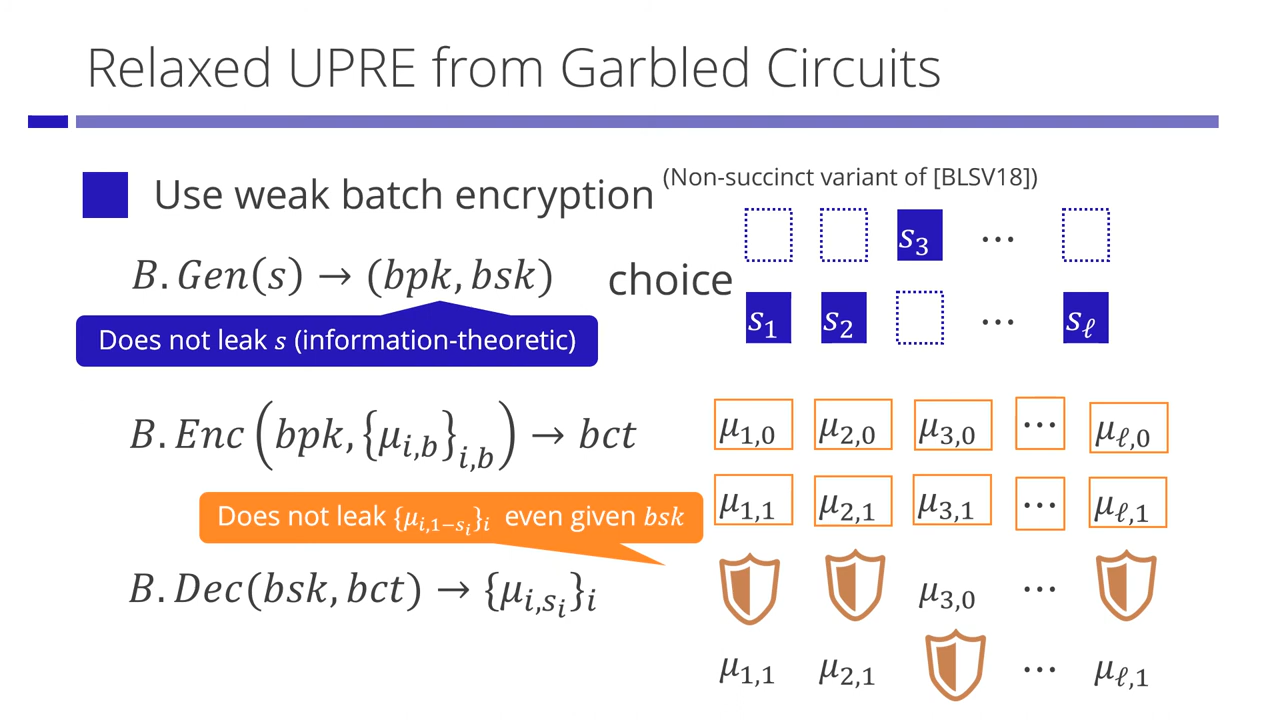 Relaxed UPRE from Garbled Circuits
Use weak batch encryption (Non-succinct variant of [BLSV18])
B.Gen(s) → (bpk, bsk)
choice
s₃ ⋯
s₁ s₂ ⋯ s_ℓ
Does not leak s (information-theoretic)
B.Enc(bpk, {μ_{i,b}}_{i,b}) → bct
μ_{1,0} μ_{2,0} μ_{3,0} ⋯ μ_{ℓ,0}
μ_{1,1} μ_{2,1} μ_{3,1} ⋯ μ_{ℓ,1}
Does not leak {μ_{i,1−s_i}}_i even given bsk
B.Dec(bsk, bct) → {μ_{i,s_i}}_i
μ_{3,0} ⋯
μ_{1,1} μ_{2,1} ⋯ μ_{ℓ,1}